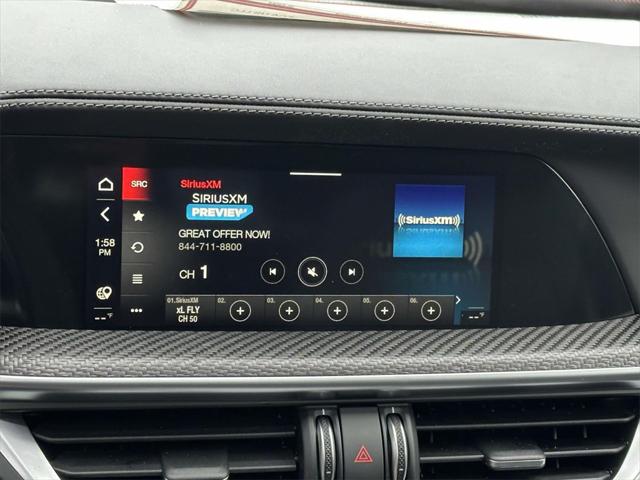 SRC
SiriusXM
SIRIUSXM
PREVIEW
GREAT OFFER NOW!
844-711-8800
CH 1
((SiriusXM))
1:58
PM
01.SiriusXM
xL FLY
CH 50
02.
03.
04.
05.
06.
-- °F
-- °F